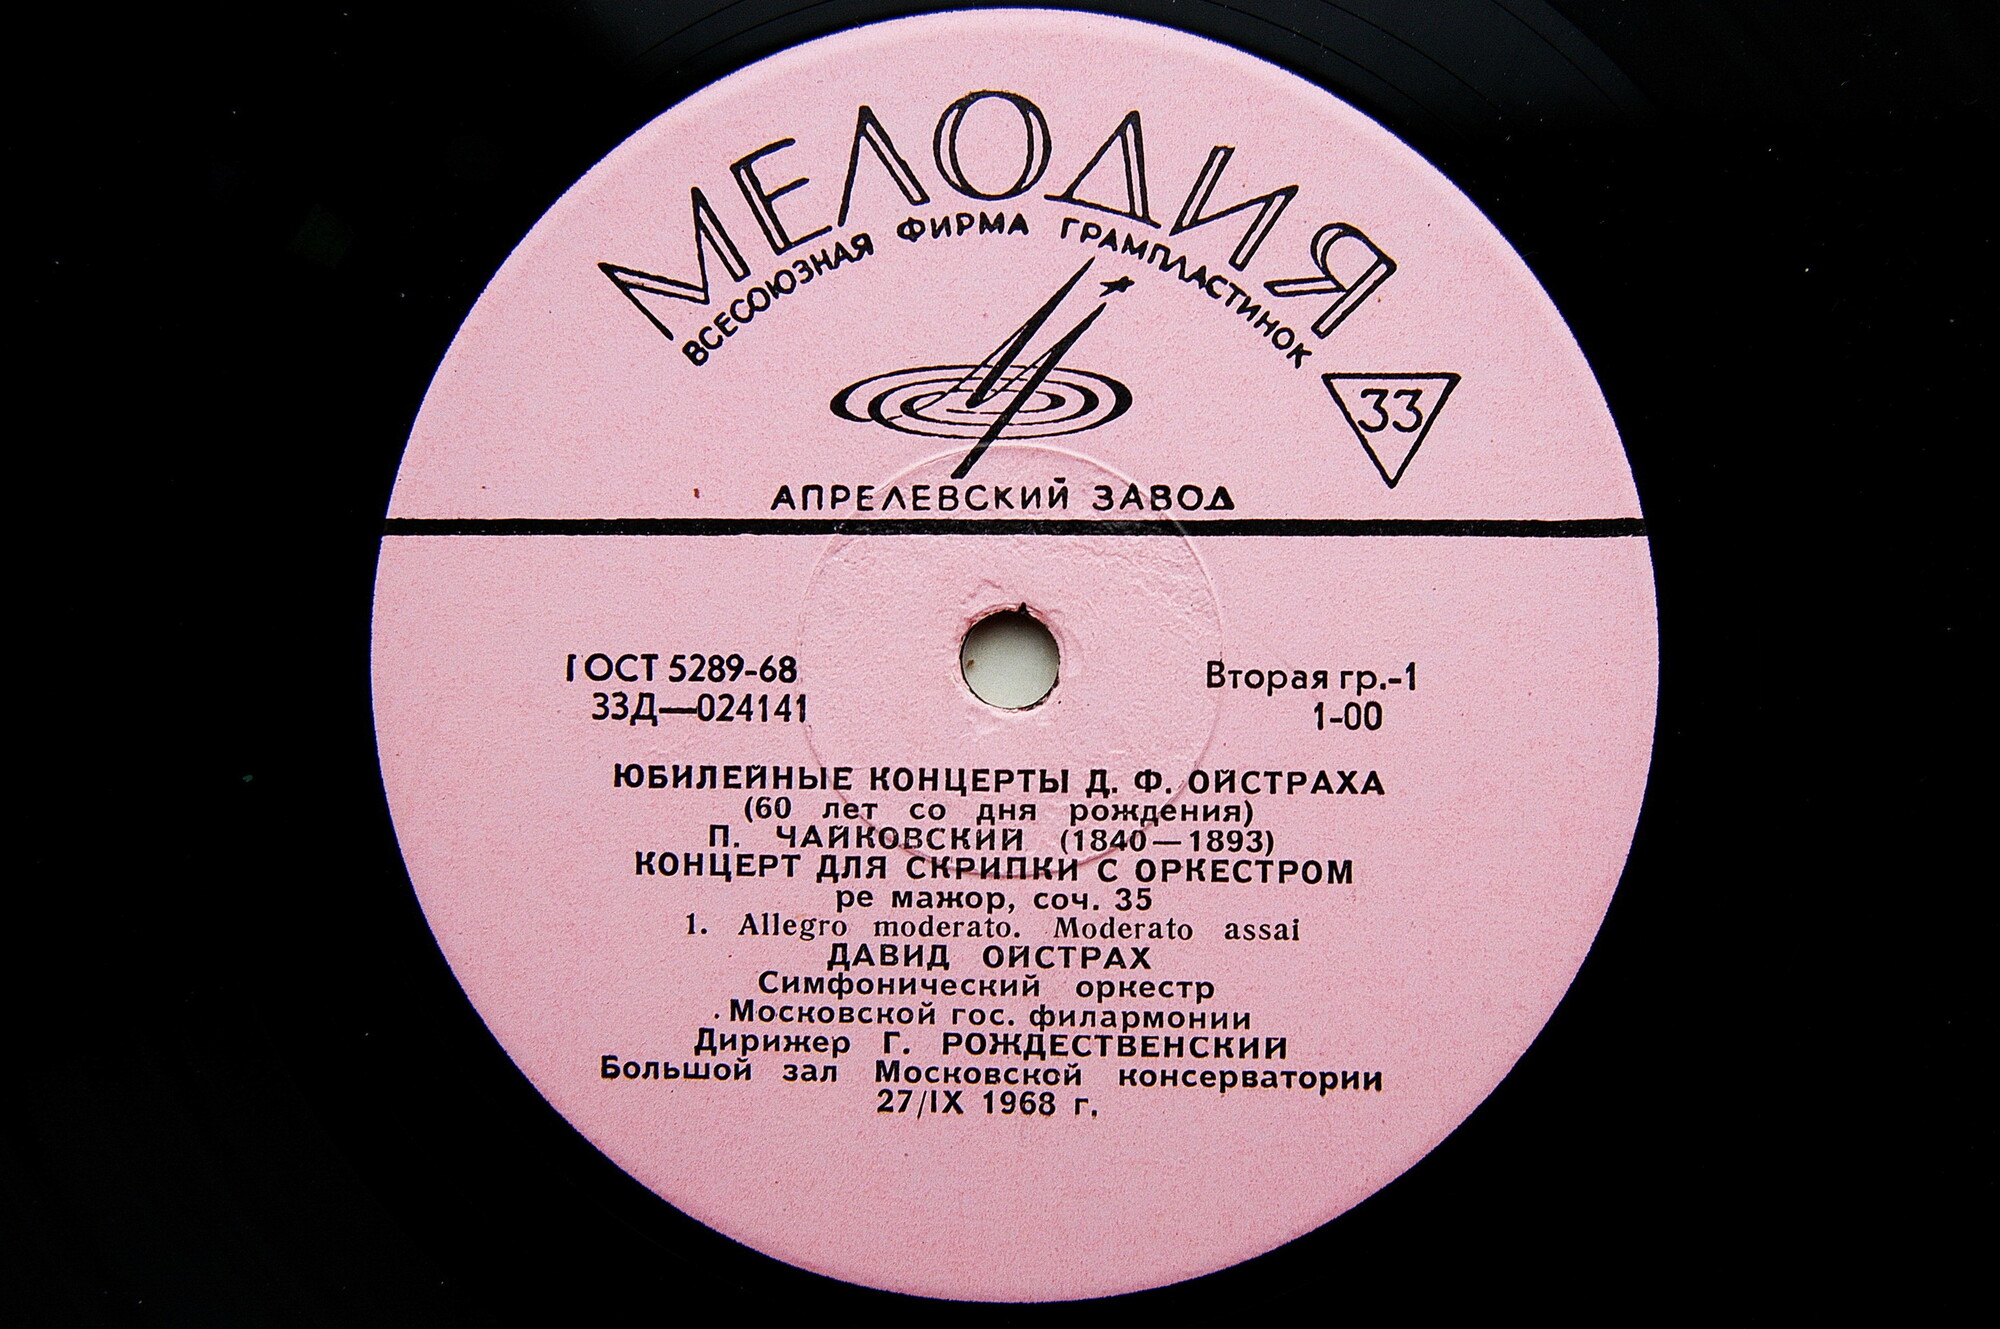 МЕЛОДИЯ
ВСЕСОЮЗНАЯ ФИРМА ГРАМПЛАСТИНОК
33
АПРЕЛЕВСКИЙ ЗАВОД
ГОСТ 5289-68
33Д—024141
Вторая гр.-1
1-00
ЮБИЛЕЙНЫЕ КОНЦЕРТЫ Д. Ф. ОЙСТРАХА
(60 лет со дня рождения)
П. ЧАЙКОВСКИЙ (1840—1893)
КОНЦЕРТ ДЛЯ СКРИПКИ С ОРКЕСТРОМ
ре мажор, соч. 35
1. Allegro moderato. Moderato assai
ДАВИД ОЙСТРАХ
Симфонический оркестр
Московской гос. филармонии
Дирижер Г. РОЖДЕСТВЕНСКИЙ
Большой зал Московской консерватории
27/IX 1968 г.